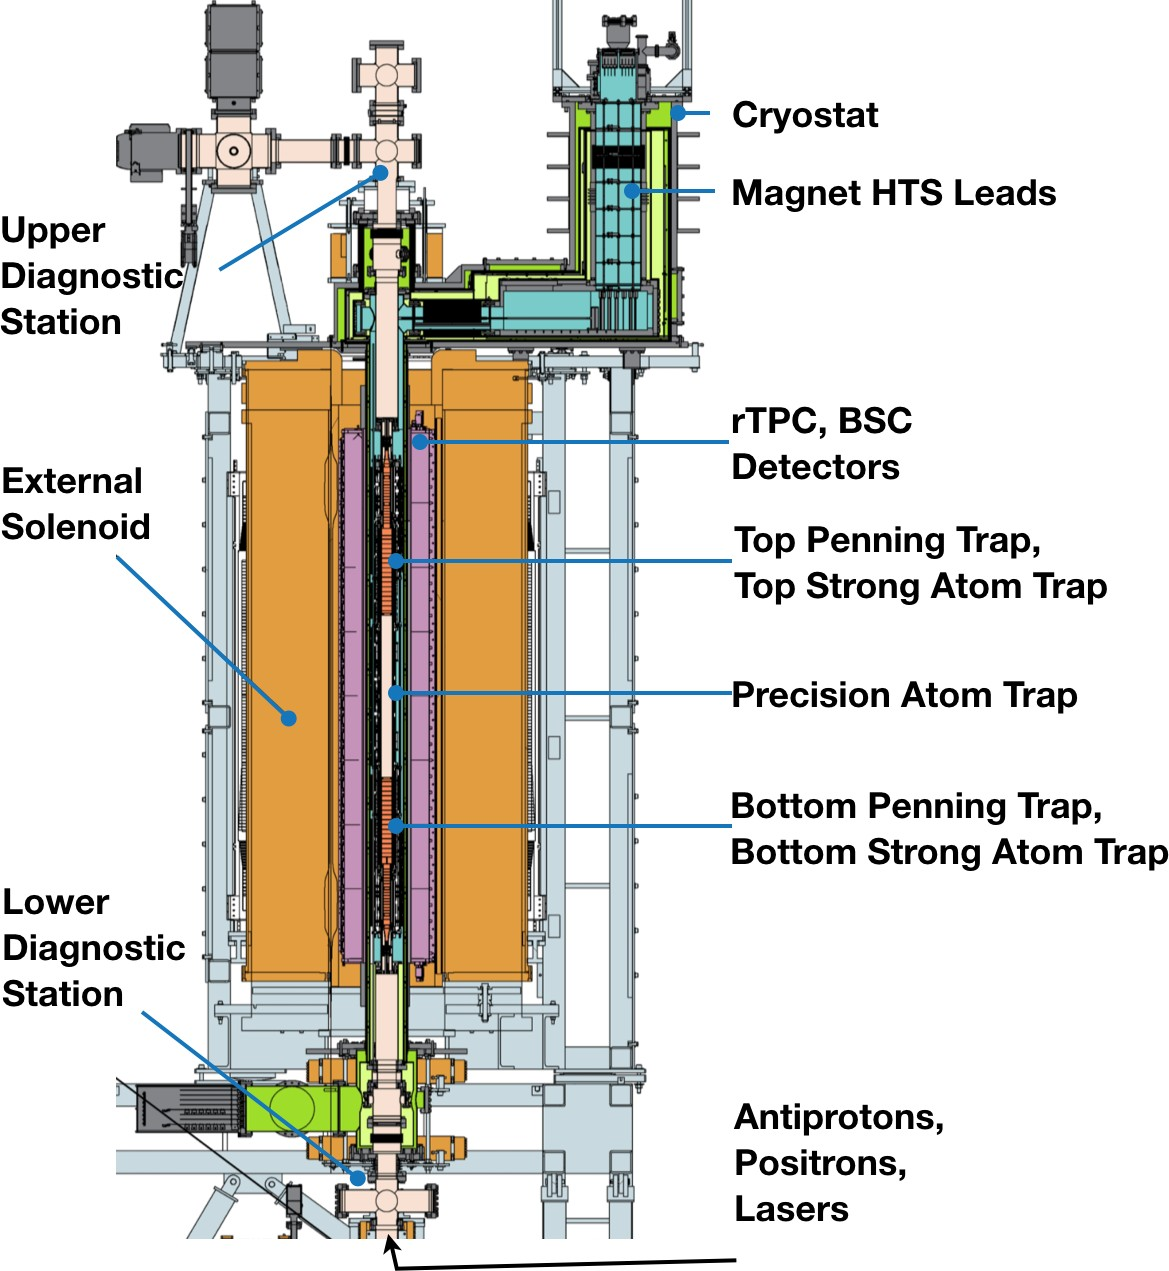 Cryostat
Magnet HTS Leads
Upper
Diagnostic
Station
rTPC, BSC
Detectors
External
Solenoid
Top Penning Trap,
Top Strong Atom Trap
Precision Atom Trap
Bottom Penning Trap,
Bottom Strong Atom Trap
Lower
Diagnostic
Station
Antiprotons,
Positrons,
Lasers